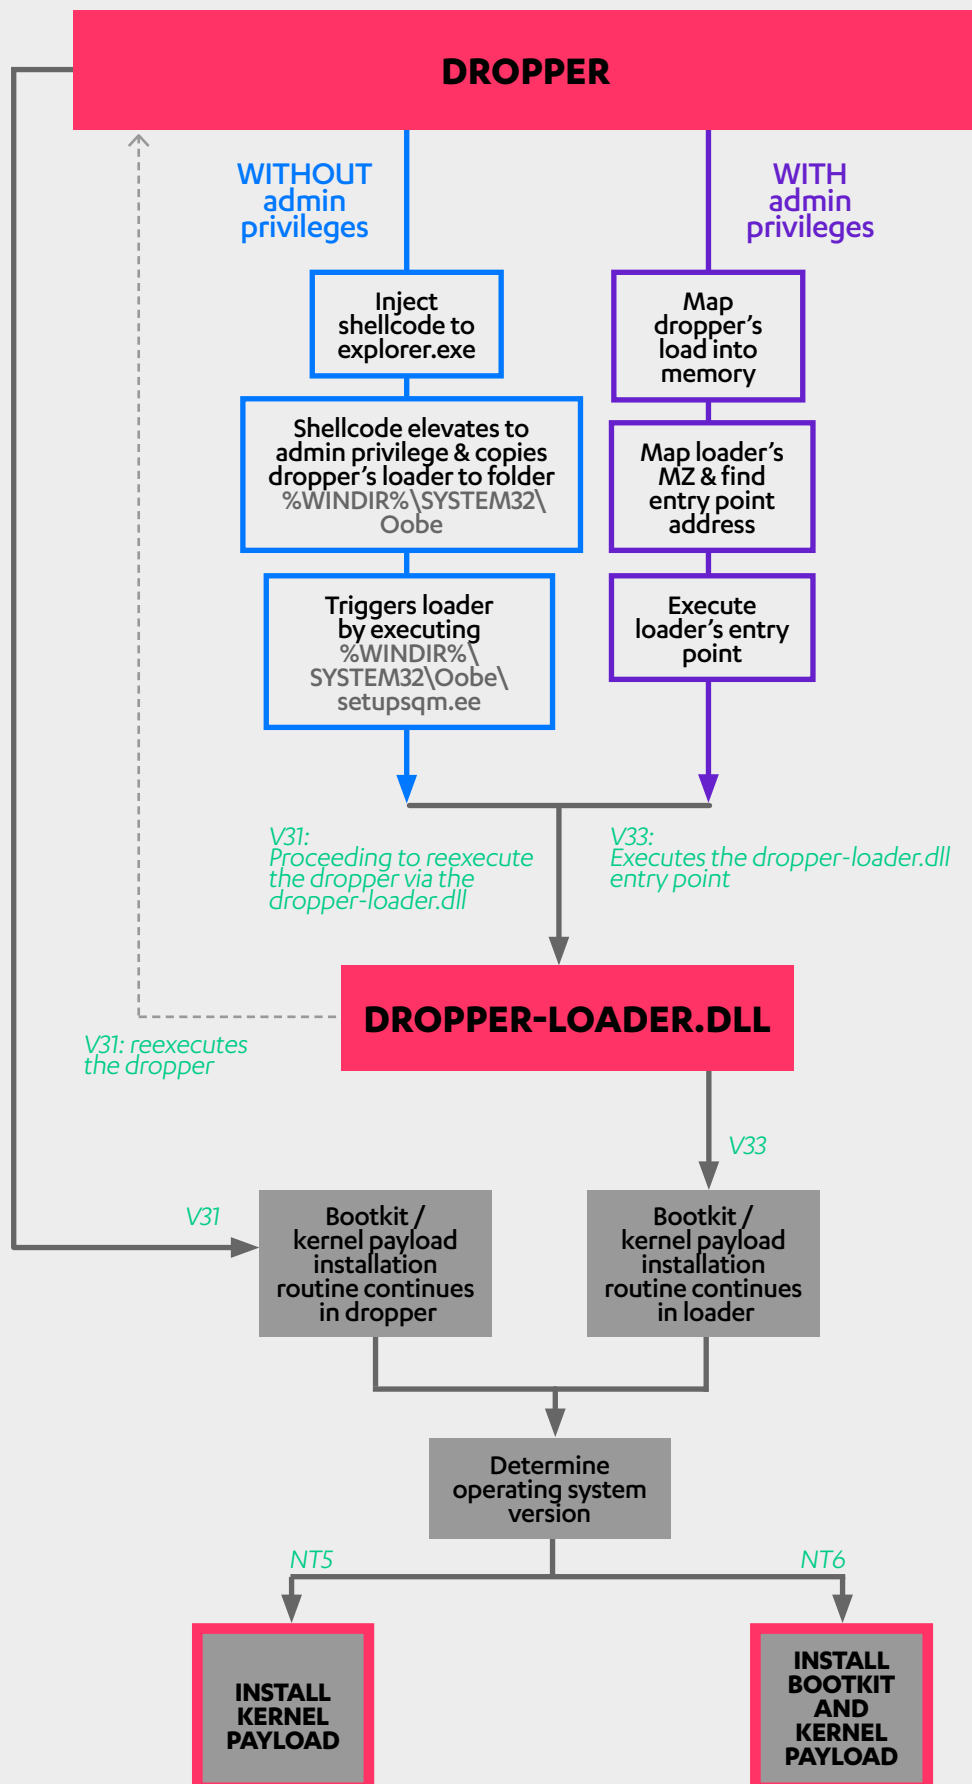 DROPPER
WITHOUT
admin
privileges
WITH
admin
privileges
Inject
shellcode to
explorer.exe
Map
dropper's
load into
memory
Shellcode elevates to
admin privilege & copies
dropper's loader to folder
%WINDIR%\SYSTEM32\
Oobe
Map loader's
MZ & find
entry point
address
Triggers loader
by executing
%WINDIR%\
SYSTEM32\Oobe\
setupsqm.ee
Execute
loader's entry
point
V31:
Proceeding to reexecute
the dropper via the
dropper-loader.dll
V33:
Executes the dropper-loader.dll
entry point
DROPPER-LOADER.DLL
V31: reexecutes
the dropper
V33
V31
Bootkit /
kernel payload
installation
routine continues
in dropper
Bootkit /
kernel payload
installation
routine continues
in loader
Determine
operating system
version
NT5
NT6
INSTALL
KERNEL
PAYLOAD
INSTALL
BOOTKIT
AND
KERNEL
PAYLOAD